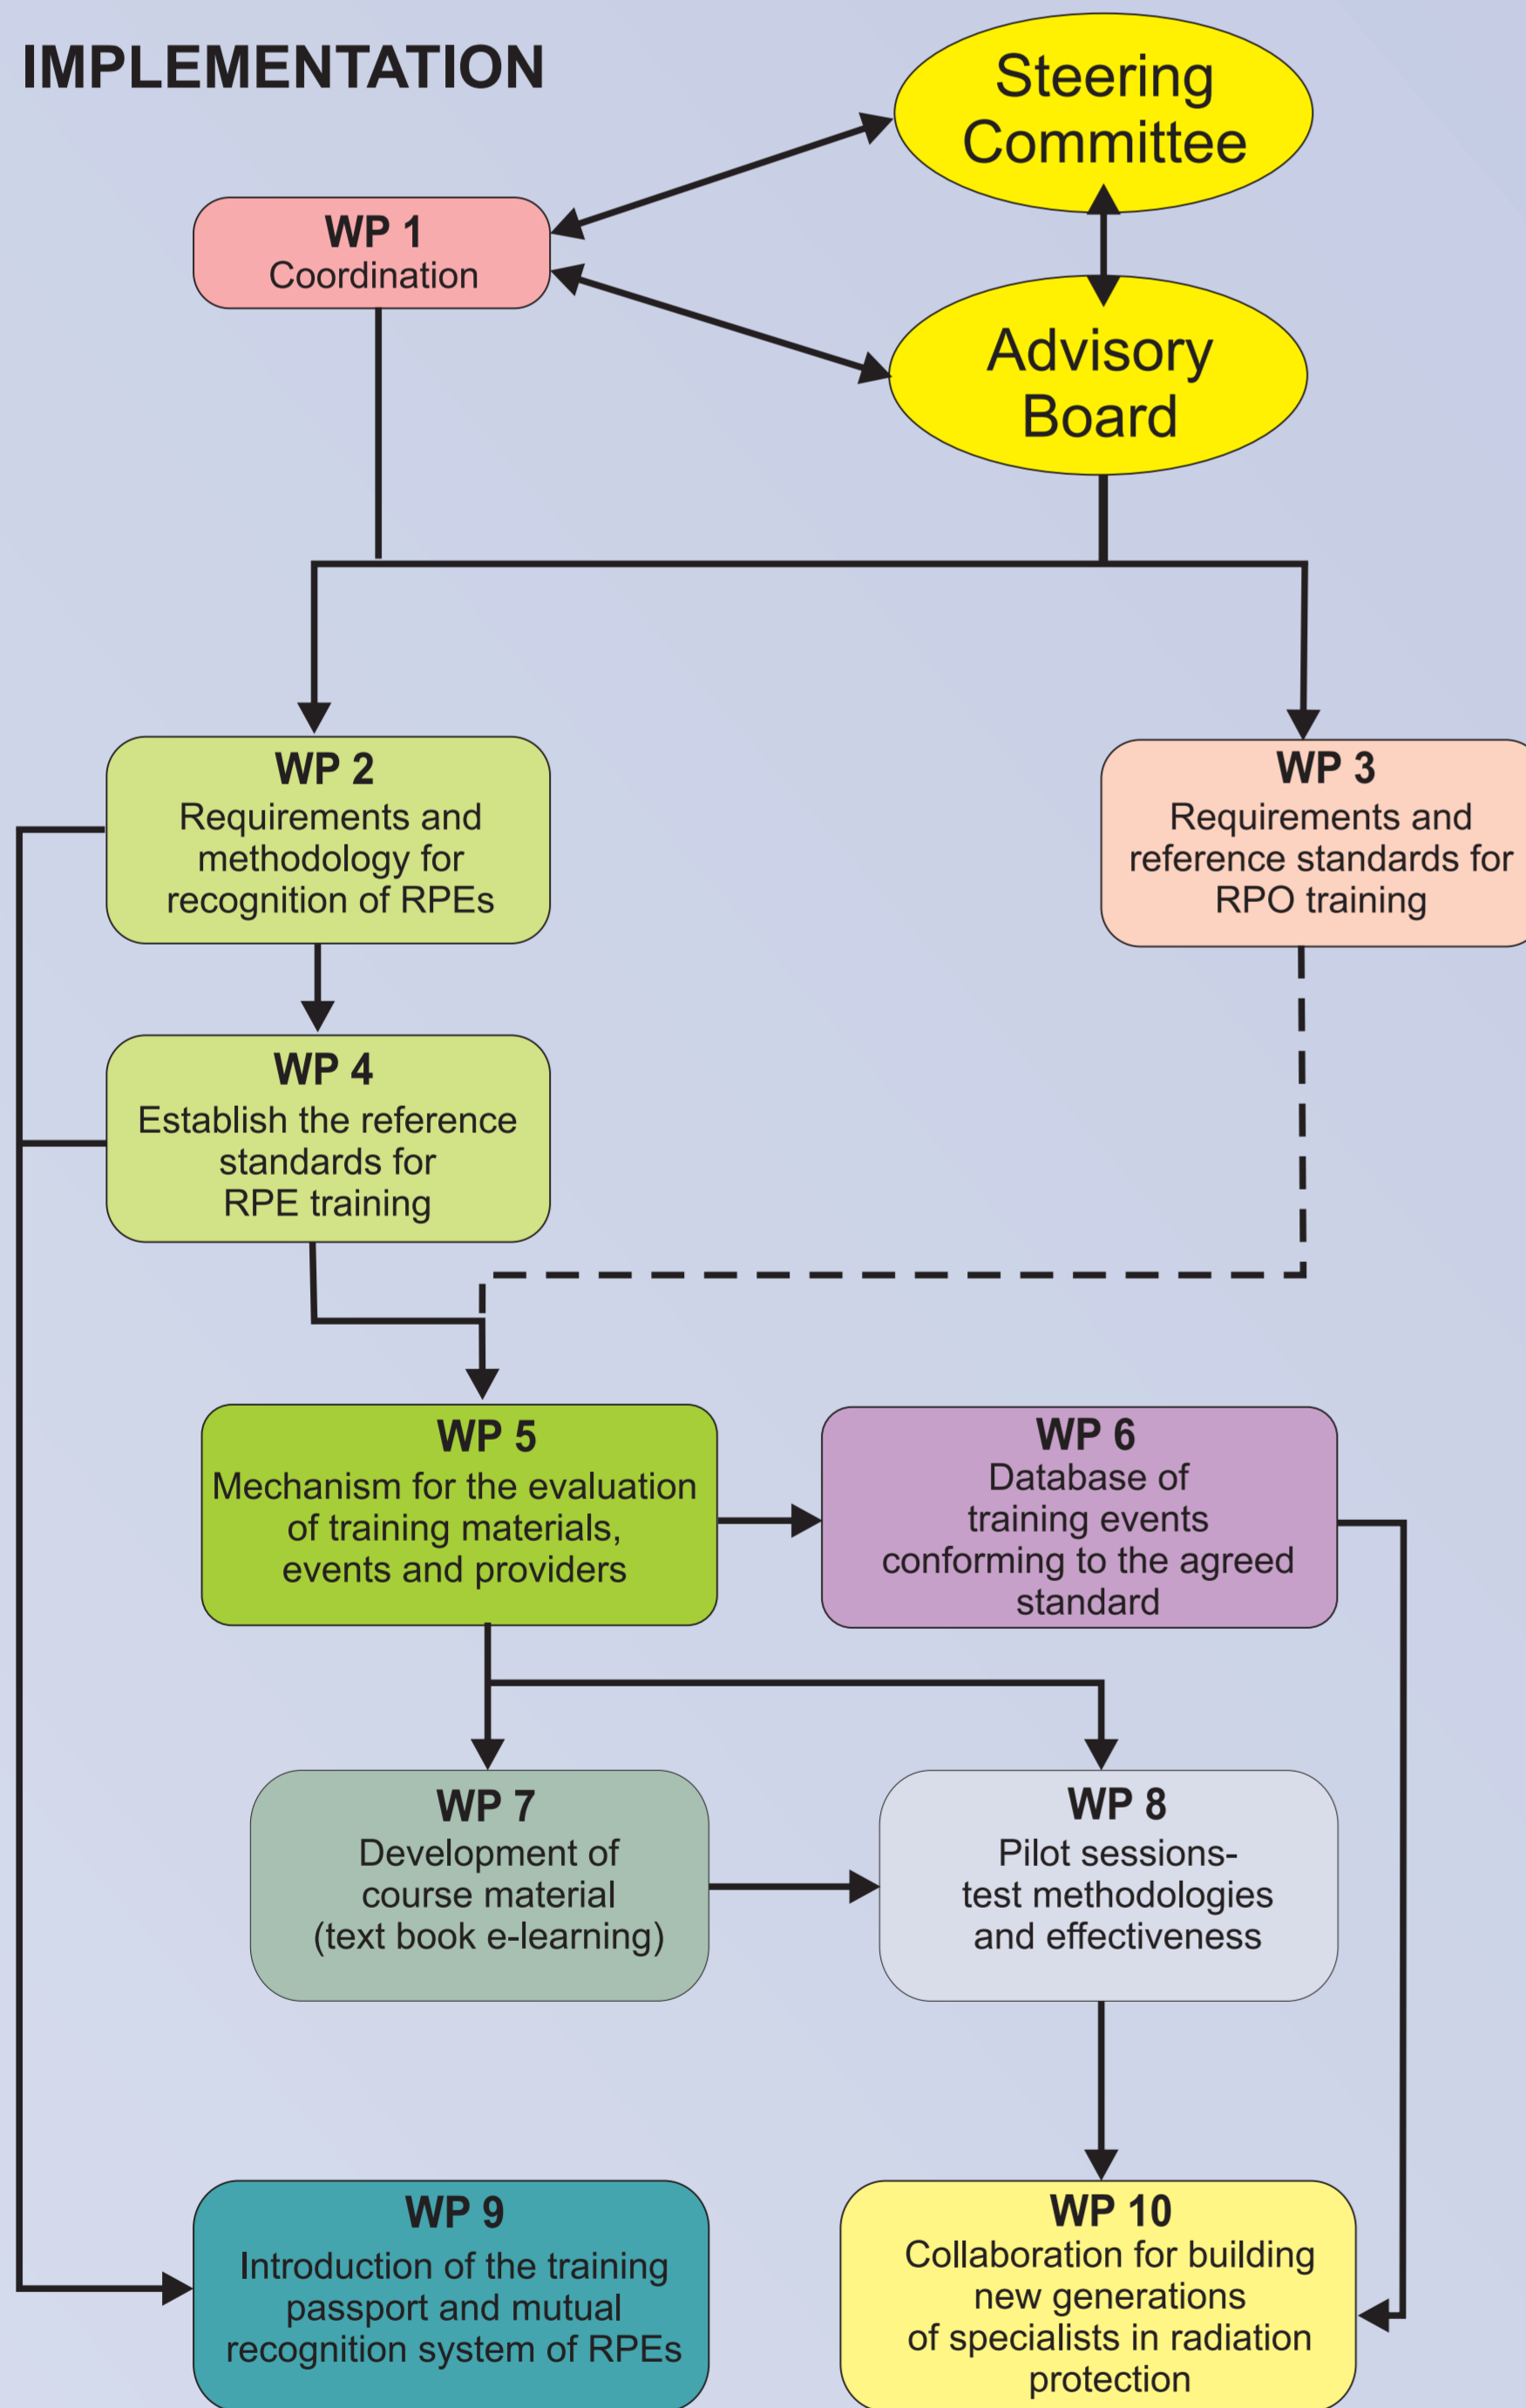 IMPLEMENTATION
Steering
Committee
WP 1
Coordination
Advisory
Board
WP 2
Requirements and
methodology for
recognition of RPEs
WP 3
Requirements and
reference standards for
RPO training
WP 4
Establish the reference
standards for
RPE training
WP 5
Mechanism for the evaluation
of training materials,
events and providers
WP 6
Database of
training events
conforming to the agreed
standard
WP 7
Development of
course material
(text book e-learning)
WP 8
Pilot sessions-
test methodologies
and effectiveness
WP 9
Introduction of the training
passport and mutual
recognition system of RPEs
WP 10
Collaboration for building
new generations
of specialists in radiation
protection